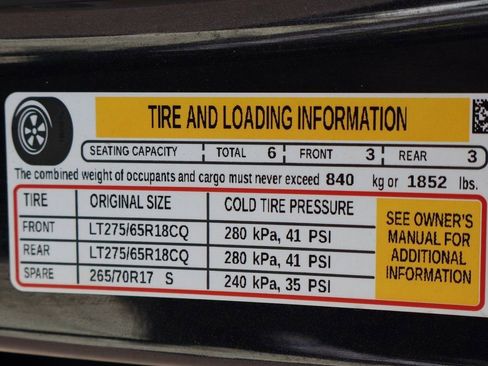 TIRE AND LOADING INFORMATION
SEATING CAPACITY TOTAL 6 FRONT 3 REAR 3
The combined weight of occupants and cargo must never exceed 840 kg or 1852 lbs.
TIRE ORIGINAL SIZE COLD TIRE PRESSURE
FRONT LT275/65R18CQ 280 kPa, 41 PSI
REAR LT275/65R18CQ 280 kPa, 41 PSI
SPARE 265/70R17 S 240 kPa, 35 PSI
SEE OWNER'S
MANUAL FOR
ADDITIONAL
INFORMATION